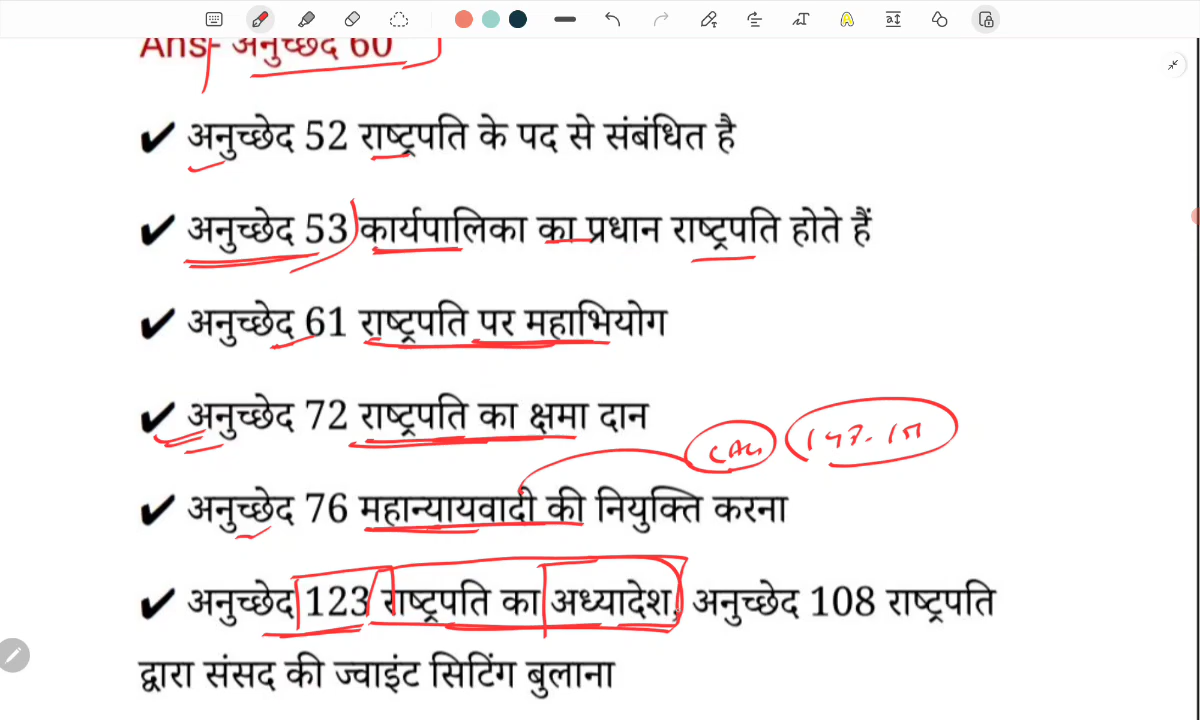 Ans- अनुच्छेद 60
✔ अनुच्छेद 52 राष्ट्रपति के पद से संबंधित है
✔ अनुच्छेद 53 कार्यपालिका का प्रधान राष्ट्रपति होते हैं
✔ अनुच्छेद 61 राष्ट्रपति पर महाभियोग
✔ अनुच्छेद 72 राष्ट्रपति का क्षमा दान
CAG
✔ अनुच्छेद 76 महान्यायवादी की नियुक्ति करना
✔ अनुच्छेद 123 राष्ट्रपति का अध्यादेश, अनुच्छेद 108 राष्ट्रपति
द्वारा संसद की ज्वाइंट सिटिंग बुलाना